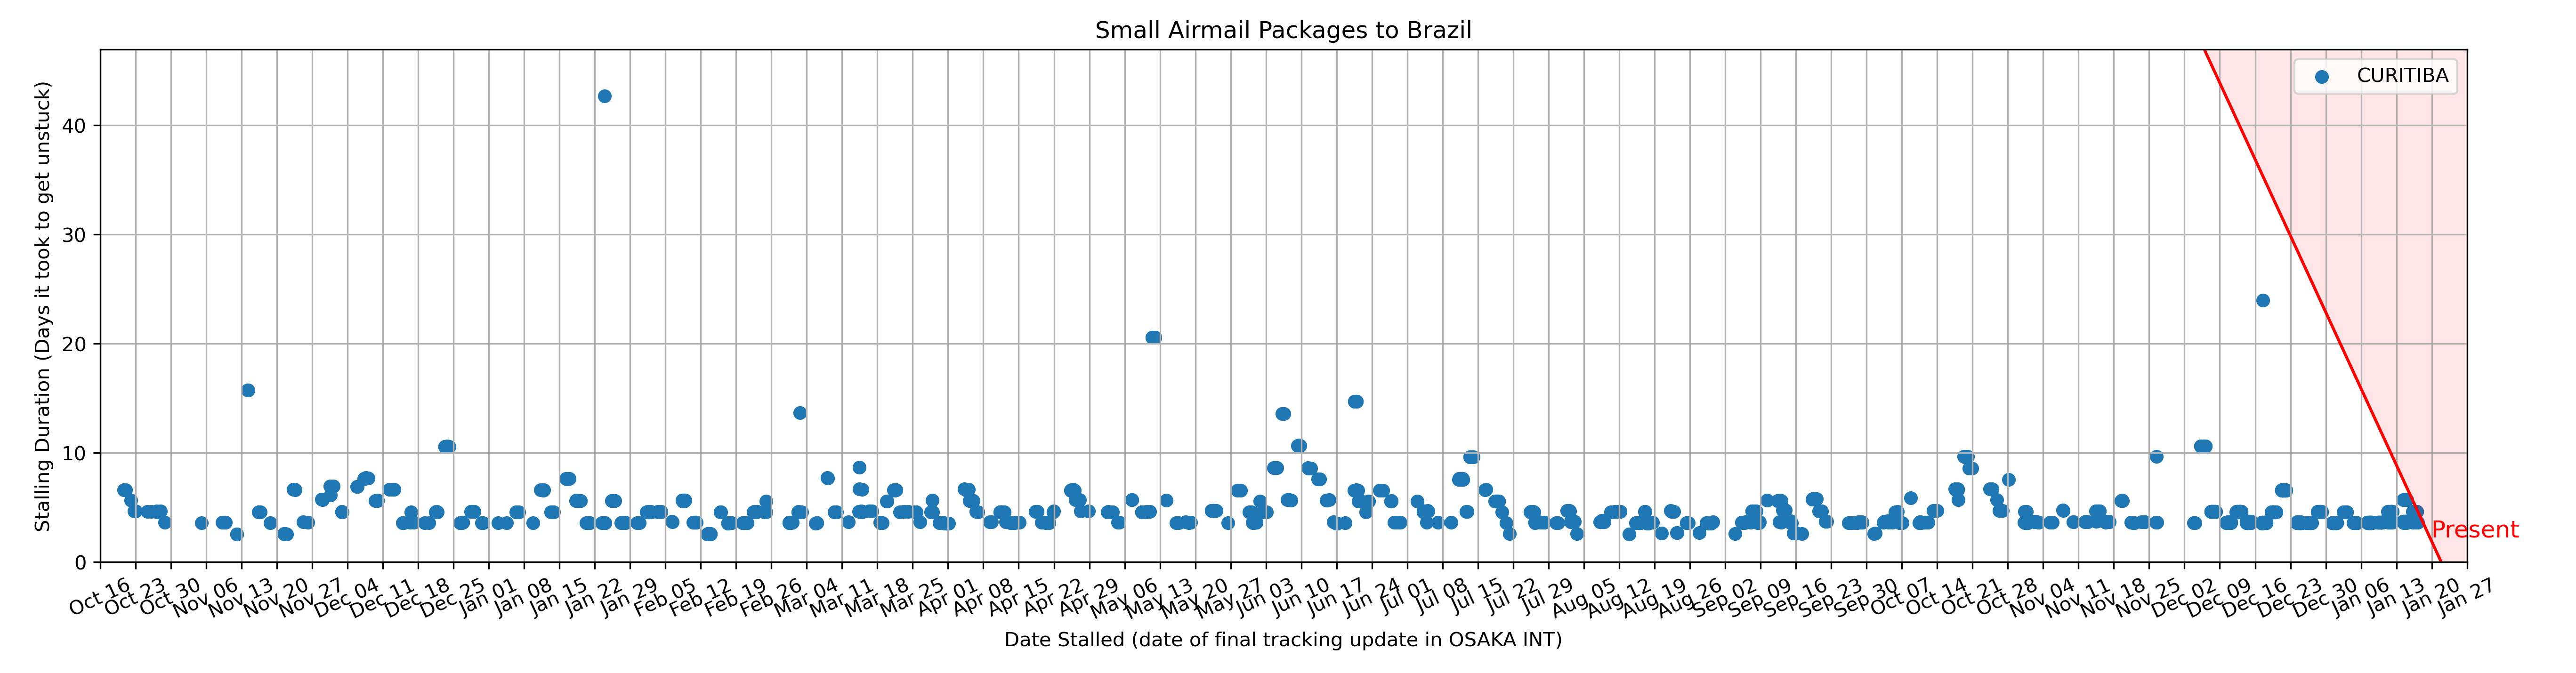 Small Airmail Packages to Brazil
CURITIBA
Stalling Duration (Days it took to get unstuck)
40
30
20
10
0
Present
Oct 16
Oct 23
Oct 30
Nov 06
Nov 13
Nov 20
Nov 27
Dec 04
Dec 11
Dec 18
Dec 25
Jan 01
Jan 08
Jan 15
Jan 22
Jan 29
Feb 05
Feb 12
Feb 19
Feb 26
Mar 04
Mar 11
Mar 18
Mar 25
Apr 01
Apr 08
Apr 15
Apr 22
Apr 29
May 06
May 13
May 20
May 27
Jun 03
Jun 10
Jun 17
Jun 24
Jul 01
Jul 08
Jul 15
Jul 22
Jul 29
Aug 05
Aug 12
Aug 19
Aug 26
Sep 02
Sep 09
Sep 16
Sep 23
Sep 30
Oct 07
Oct 14
Oct 21
Oct 28
Nov 04
Nov 11
Nov 18
Nov 25
Dec 02
Dec 09
Dec 16
Dec 23
Dec 30
Jan 06
Jan 13
Jan 20
Jan 27
Date Stalled (date of final tracking update in OSAKA INT)